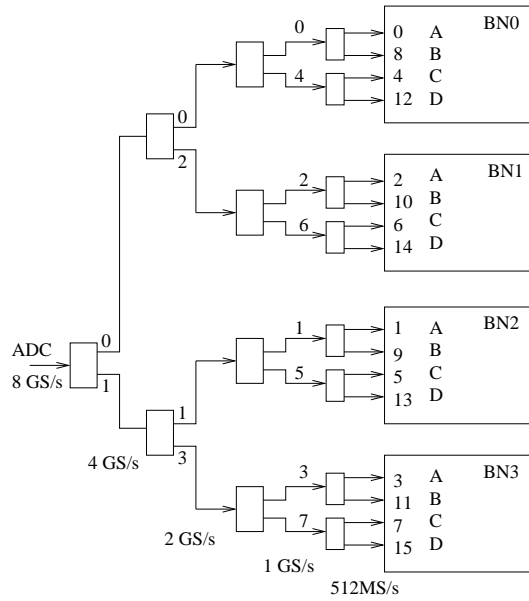 0
0 A BN0
8 B
4
4 C
12 D
0
2
2
2 A BN1
10 B
6
6 C
14 D
0
ADC
8 GS/s
1
1
1 A BN2
9 B
5
5 C
13 D
1
3
4 GS/s
3
3 A BN3
11 B
7
7 C
15 D
2 GS/s
1 GS/s
512MS/s